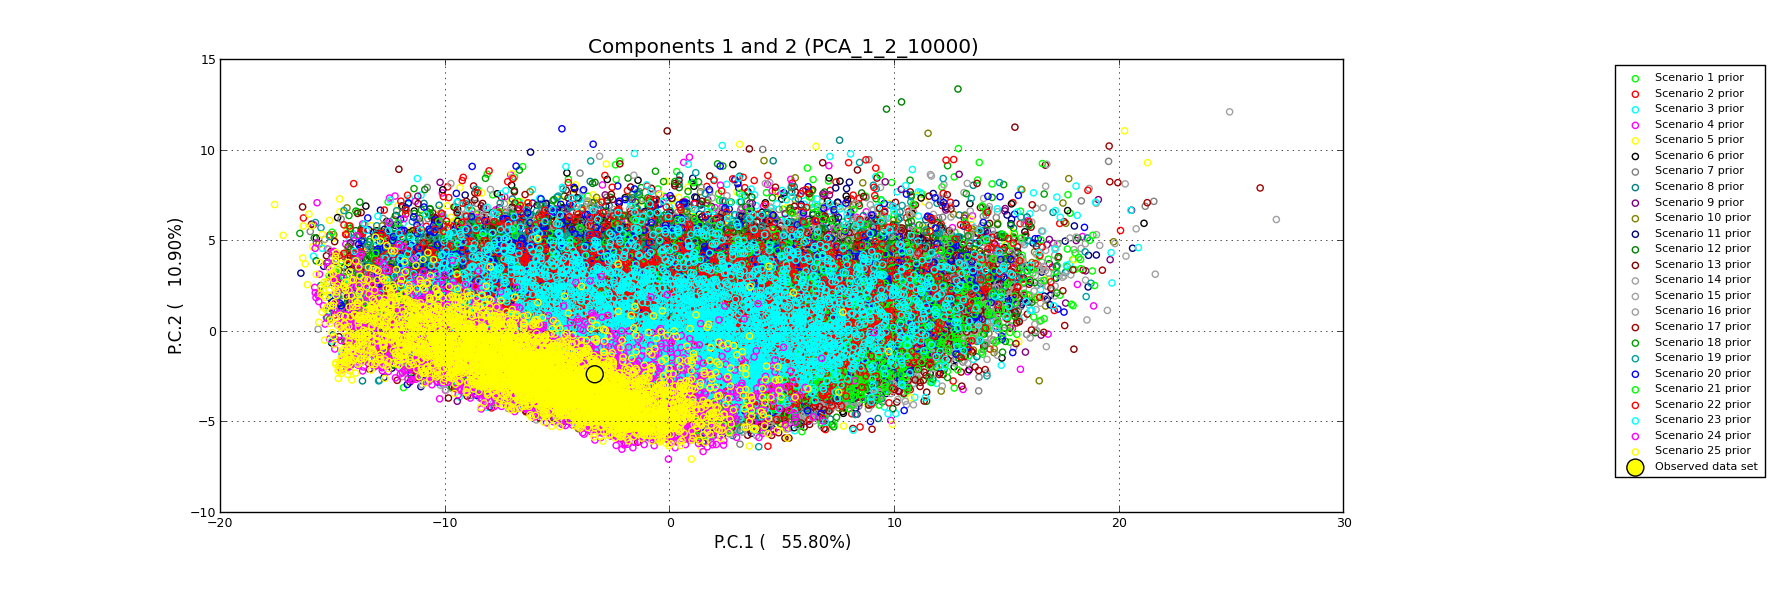 Components 1 and 2 (PCA_1_2_10000)
15
10
5
0
−5
−10
P.C.2 (   10.90%)
−20
−10
0
10
20
30
P.C.1 (   55.80%)
Scenario 1 prior
Scenario 2 prior
Scenario 3 prior
Scenario 4 prior
Scenario 5 prior
Scenario 6 prior
Scenario 7 prior
Scenario 8 prior
Scenario 9 prior
Scenario 10 prior
Scenario 11 prior
Scenario 12 prior
Scenario 13 prior
Scenario 14 prior
Scenario 15 prior
Scenario 16 prior
Scenario 17 prior
Scenario 18 prior
Scenario 19 prior
Scenario 20 prior
Scenario 21 prior
Scenario 22 prior
Scenario 23 prior
Scenario 24 prior
Scenario 25 prior
Observed data set